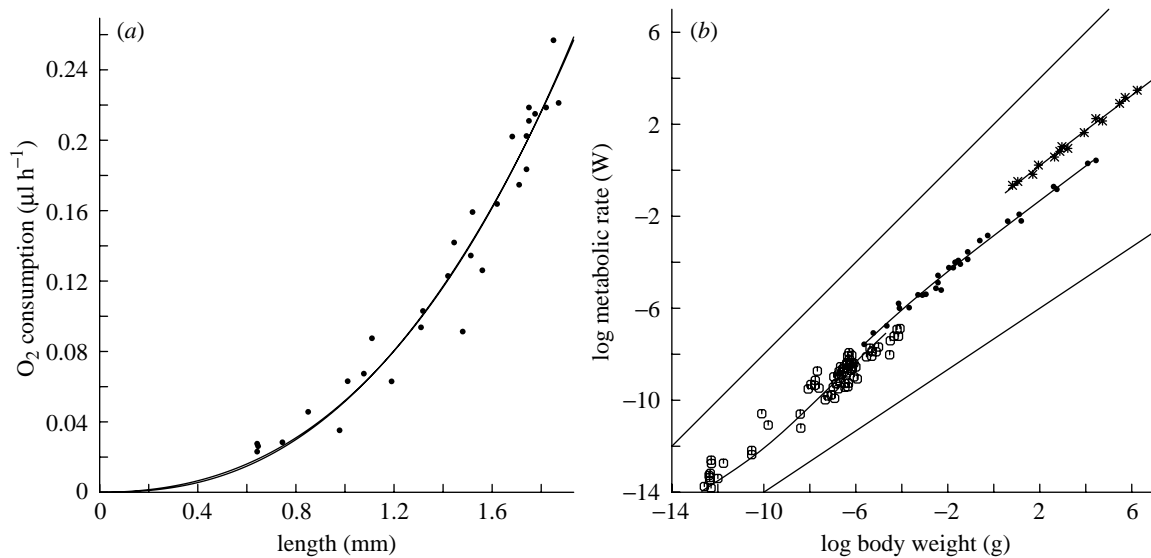 (a)
0.24
0.2
0.16
0.12
0.08
0.04
0
O₂ consumption (µl h⁻¹)
0 0.4 0.8 1.2 1.6
length (mm)
(b)
6
2
−2
−6
−10
−14
log metabolic rate (W)
−14 −10 −6 −2 2 6
log body weight (g)